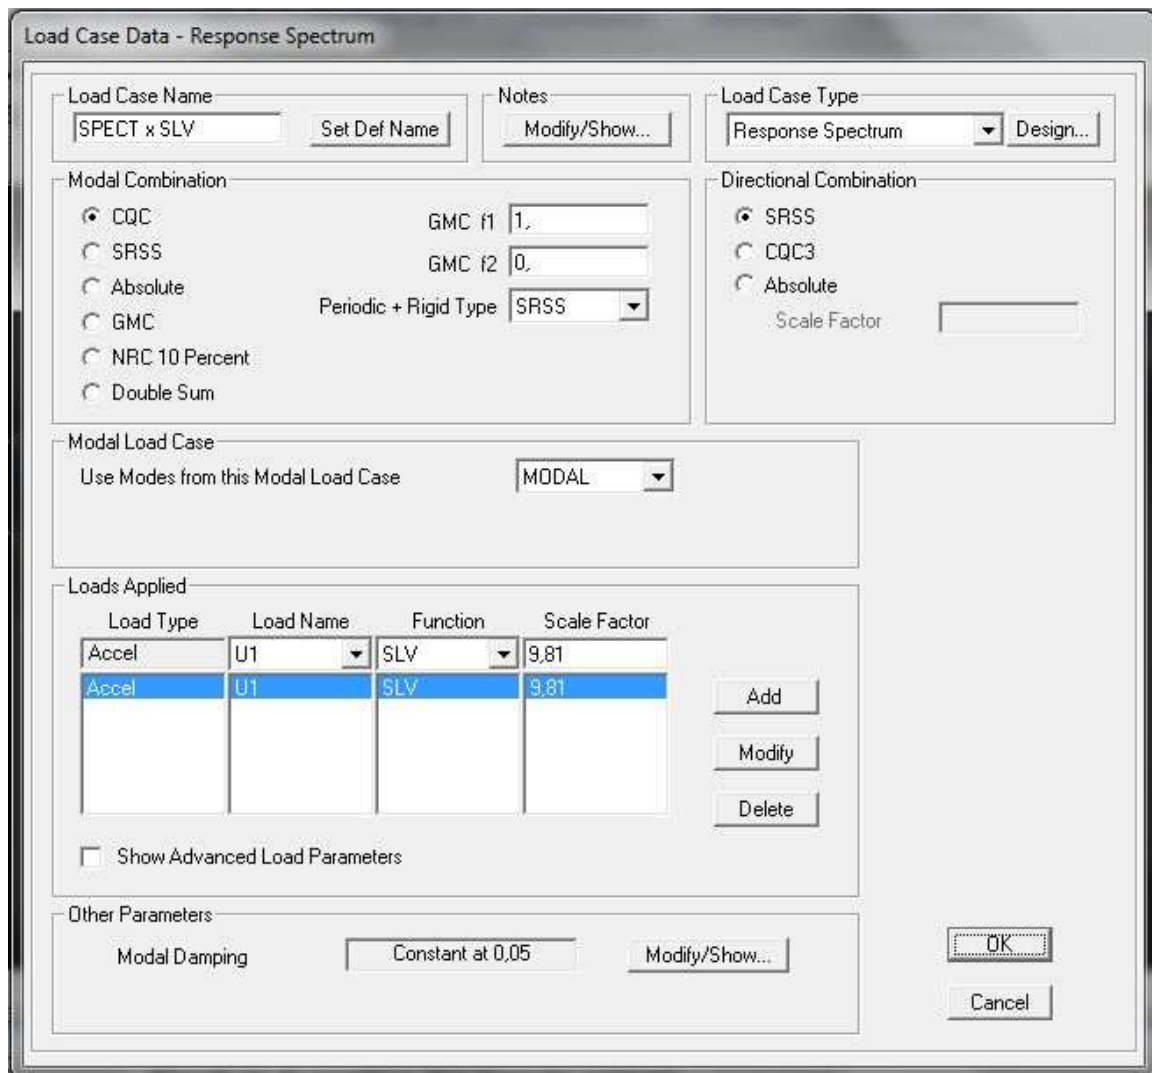 Load Case Data - Response Spectrum
Load Case Name
SPECT x SLV
Set Def Name
Notes
Modify/Show...
Load Case Type
Response Spectrum
Design...
Modal Combination
CQC
SRSS
Absolute
GMC
NRC 10 Percent
Double Sum
GMC f1 1,
GMC f2 0,
Periodic + Rigid Type SRSS
Directional Combination
SRSS
CQC3
Absolute
Scale Factor
Modal Load Case
Use Modes from this Modal Load Case MODAL
Loads Applied
Load Type Load Name Function Scale Factor
Accel U1 SLV 9,81
Accel U1 SLV 9,81
Add
Modify
Delete
Show Advanced Load Parameters
Other Parameters
Modal Damping Constant at 0,05 Modify/Show...
OK
Cancel